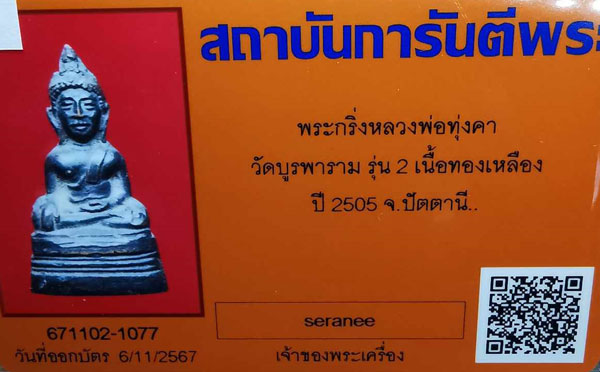 สถาบันการันตีพระ
พระกริ่งหลวงพ่อทุ่งคา
วัดบูรพาราม รุ่น 2 เนื้อทองเหลือง
ปี 2505 จ.ปัตตานี..
seranee
เจ้าของพระเครื่อง
671102-1077
วันที่ออกบัตร 6/11/2567